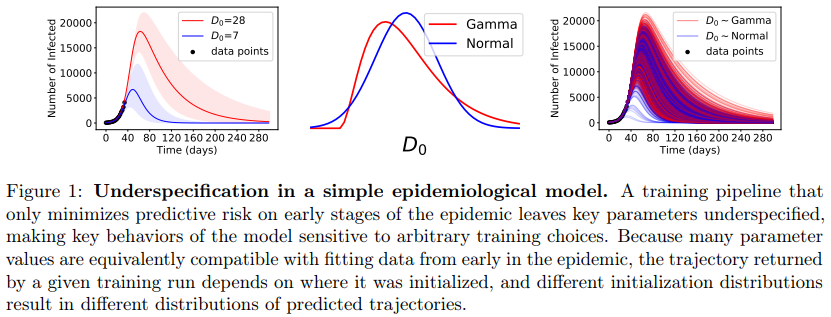 Number of Infected
20000
15000
10000
5000
0
0 40 80 120 160 200 240 280
Time (days)
D₀=28
D₀=7
data points
Gamma
Normal
D₀
Number of Infected
20000
15000
10000
5000
0
0 40 80 120 160 200 240 280
Time (days)
D₀ ∼ Gamma
D₀ ∼ Normal
data points
Figure 1: Underspecification in a simple epidemiological model. A training pipeline that
only minimizes predictive risk on early stages of the epidemic leaves key parameters underspecified,
making key behaviors of the model sensitive to arbitrary training choices. Because many parameter
values are equivalently compatible with fitting data from early in the epidemic, the trajectory returned
by a given training run depends on where it was initialized, and different initialization distributions
result in different distributions of predicted trajectories.